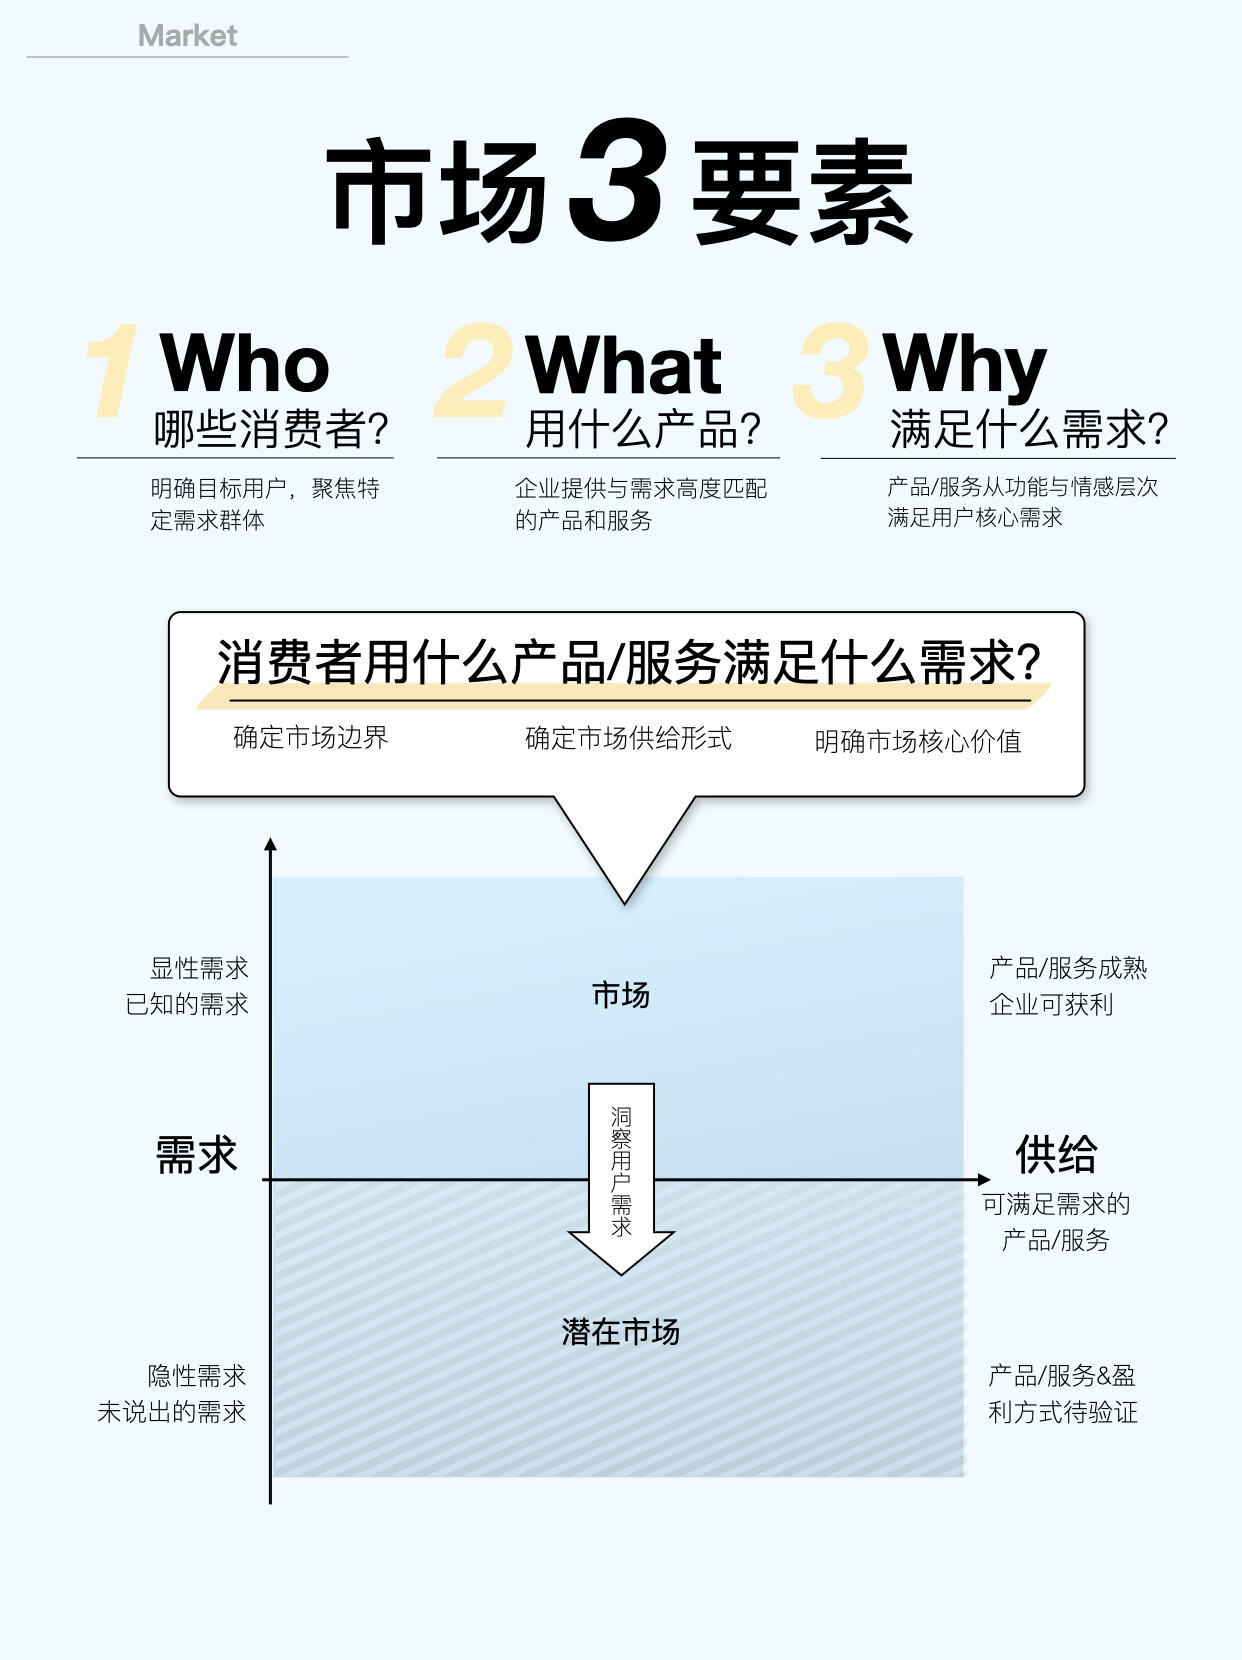 Market
市场3要素
1 Who
哪些消费者?
明确目标用户，聚焦特
定需求群体
2 What
用什么产品?
企业提供与需求高度匹配
的产品和服务
3 Why
满足什么需求?
产品/服务从功能与情感层次
满足用户核心需求
消费者用什么产品/服务满足什么需求?
确定市场边界
确定市场供给形式
明确市场核心价值
显性需求
已知的需求
市场
产品/服务成熟
企业可获利
需求
洞察用户需求
供给
可满足需求的
产品/服务
潜在市场
隐性需求
未说出的需求
产品/服务&盈
利方式待验证